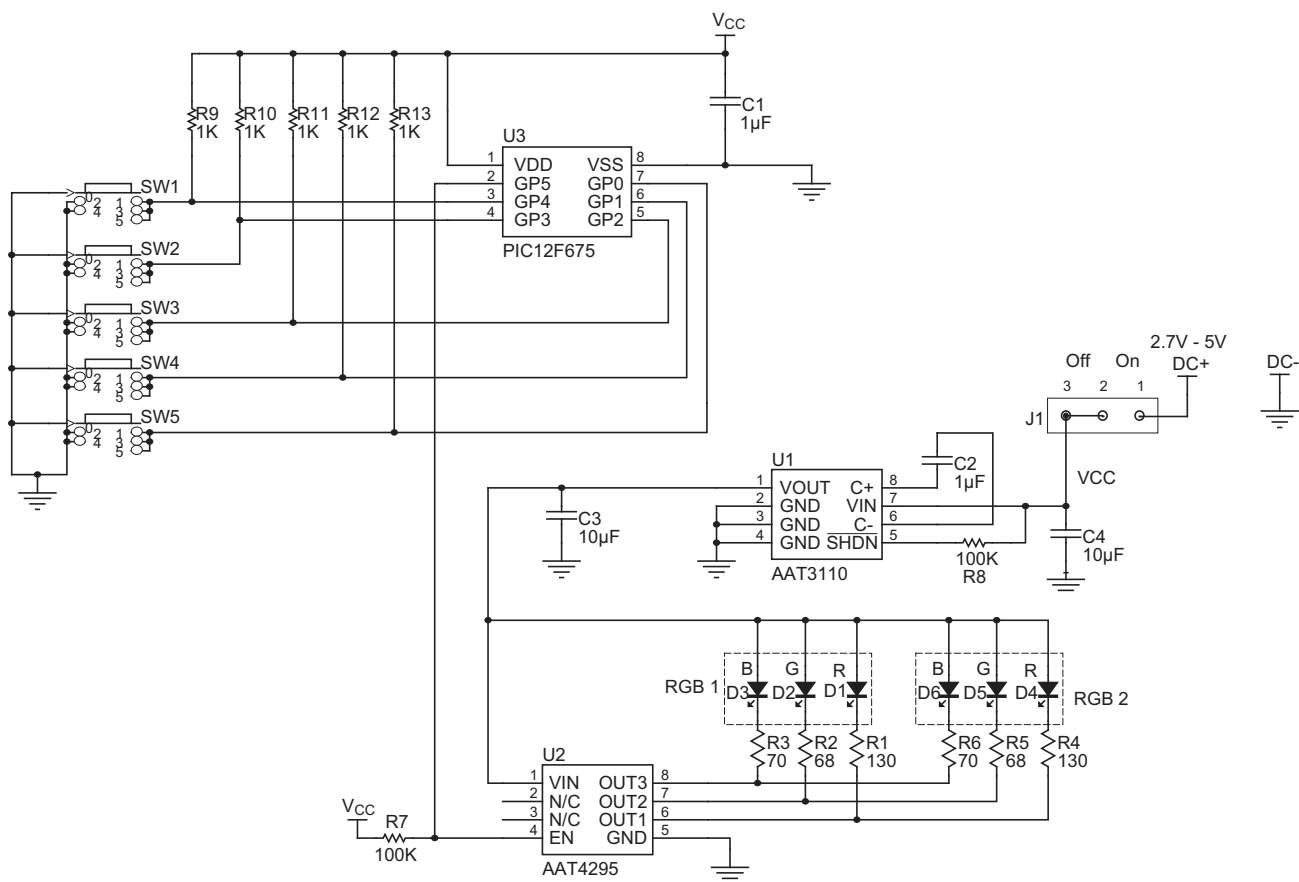 VCC
R9
1K
R10
1K
R11
1K
R12
1K
R13
1K
C1
1µF
U3
1 VDD VSS 8
2 GP5 GP0 7
3 GP4 GP1 6
4 GP3 GP2 5
PIC12F675
SW1
0 2 1
4 3
5
SW2
0 2 1
4 3
5
SW3
0 2 1
4 3
5
SW4
0 2 1
4 3
5
SW5
0 2 1
4 3
5
2.7V - 5V
Off On DC+ DC-
3 2 1
J1
VCC
U1
1 VOUT C+ 8
2 GND VIN 7
3 GND C- 6
4 GND SHDN 5
AAT3110
C2
1µF
C3
10µF
C4
10µF
100K
R8
B G R B G R
RGB 1 D3 D2 D1 D6 D5 D4 RGB 2
R3 R2 R1 R6 R5 R4
70 68 130 70 68 130
U2
1 VIN OUT3 8
2 N/C OUT2 7
3 N/C OUT1 6
4 EN GND 5
AAT4295
VCC
R7
100K